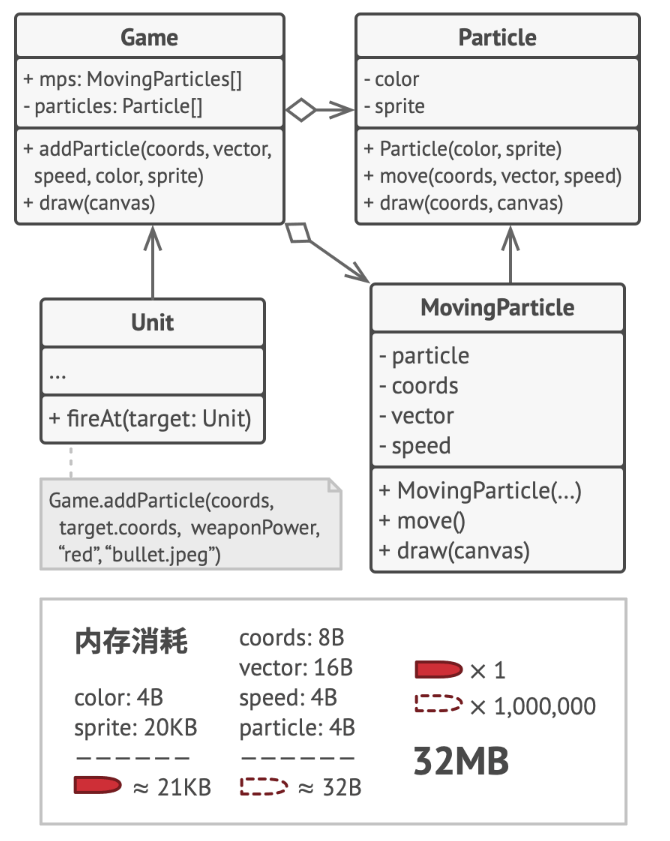 Game
+ mps: MovingParticles[]
- particles: Particle[]
+ addParticle(coords, vector,
speed, color, sprite)
+ draw(canvas)
Particle
- color
- sprite
+ Particle(color, sprite)
+ move(coords, vector, speed)
+ draw(coords, canvas)
Unit
...
+ fireAt(target: Unit)
Game.addParticle(coords,
target.coords, weaponPower,
“red”, “bullet.jpeg”)
MovingParticle
- particle
- coords
- vector
- speed
+ MovingParticle(...)
+ move()
+ draw(canvas)
内存消耗
color: 4B
sprite: 20KB
≈ 21KB
coords: 8B
vector: 16B
speed: 4B
particle: 4B
≈ 32B
× 1
× 1,000,000
32MB